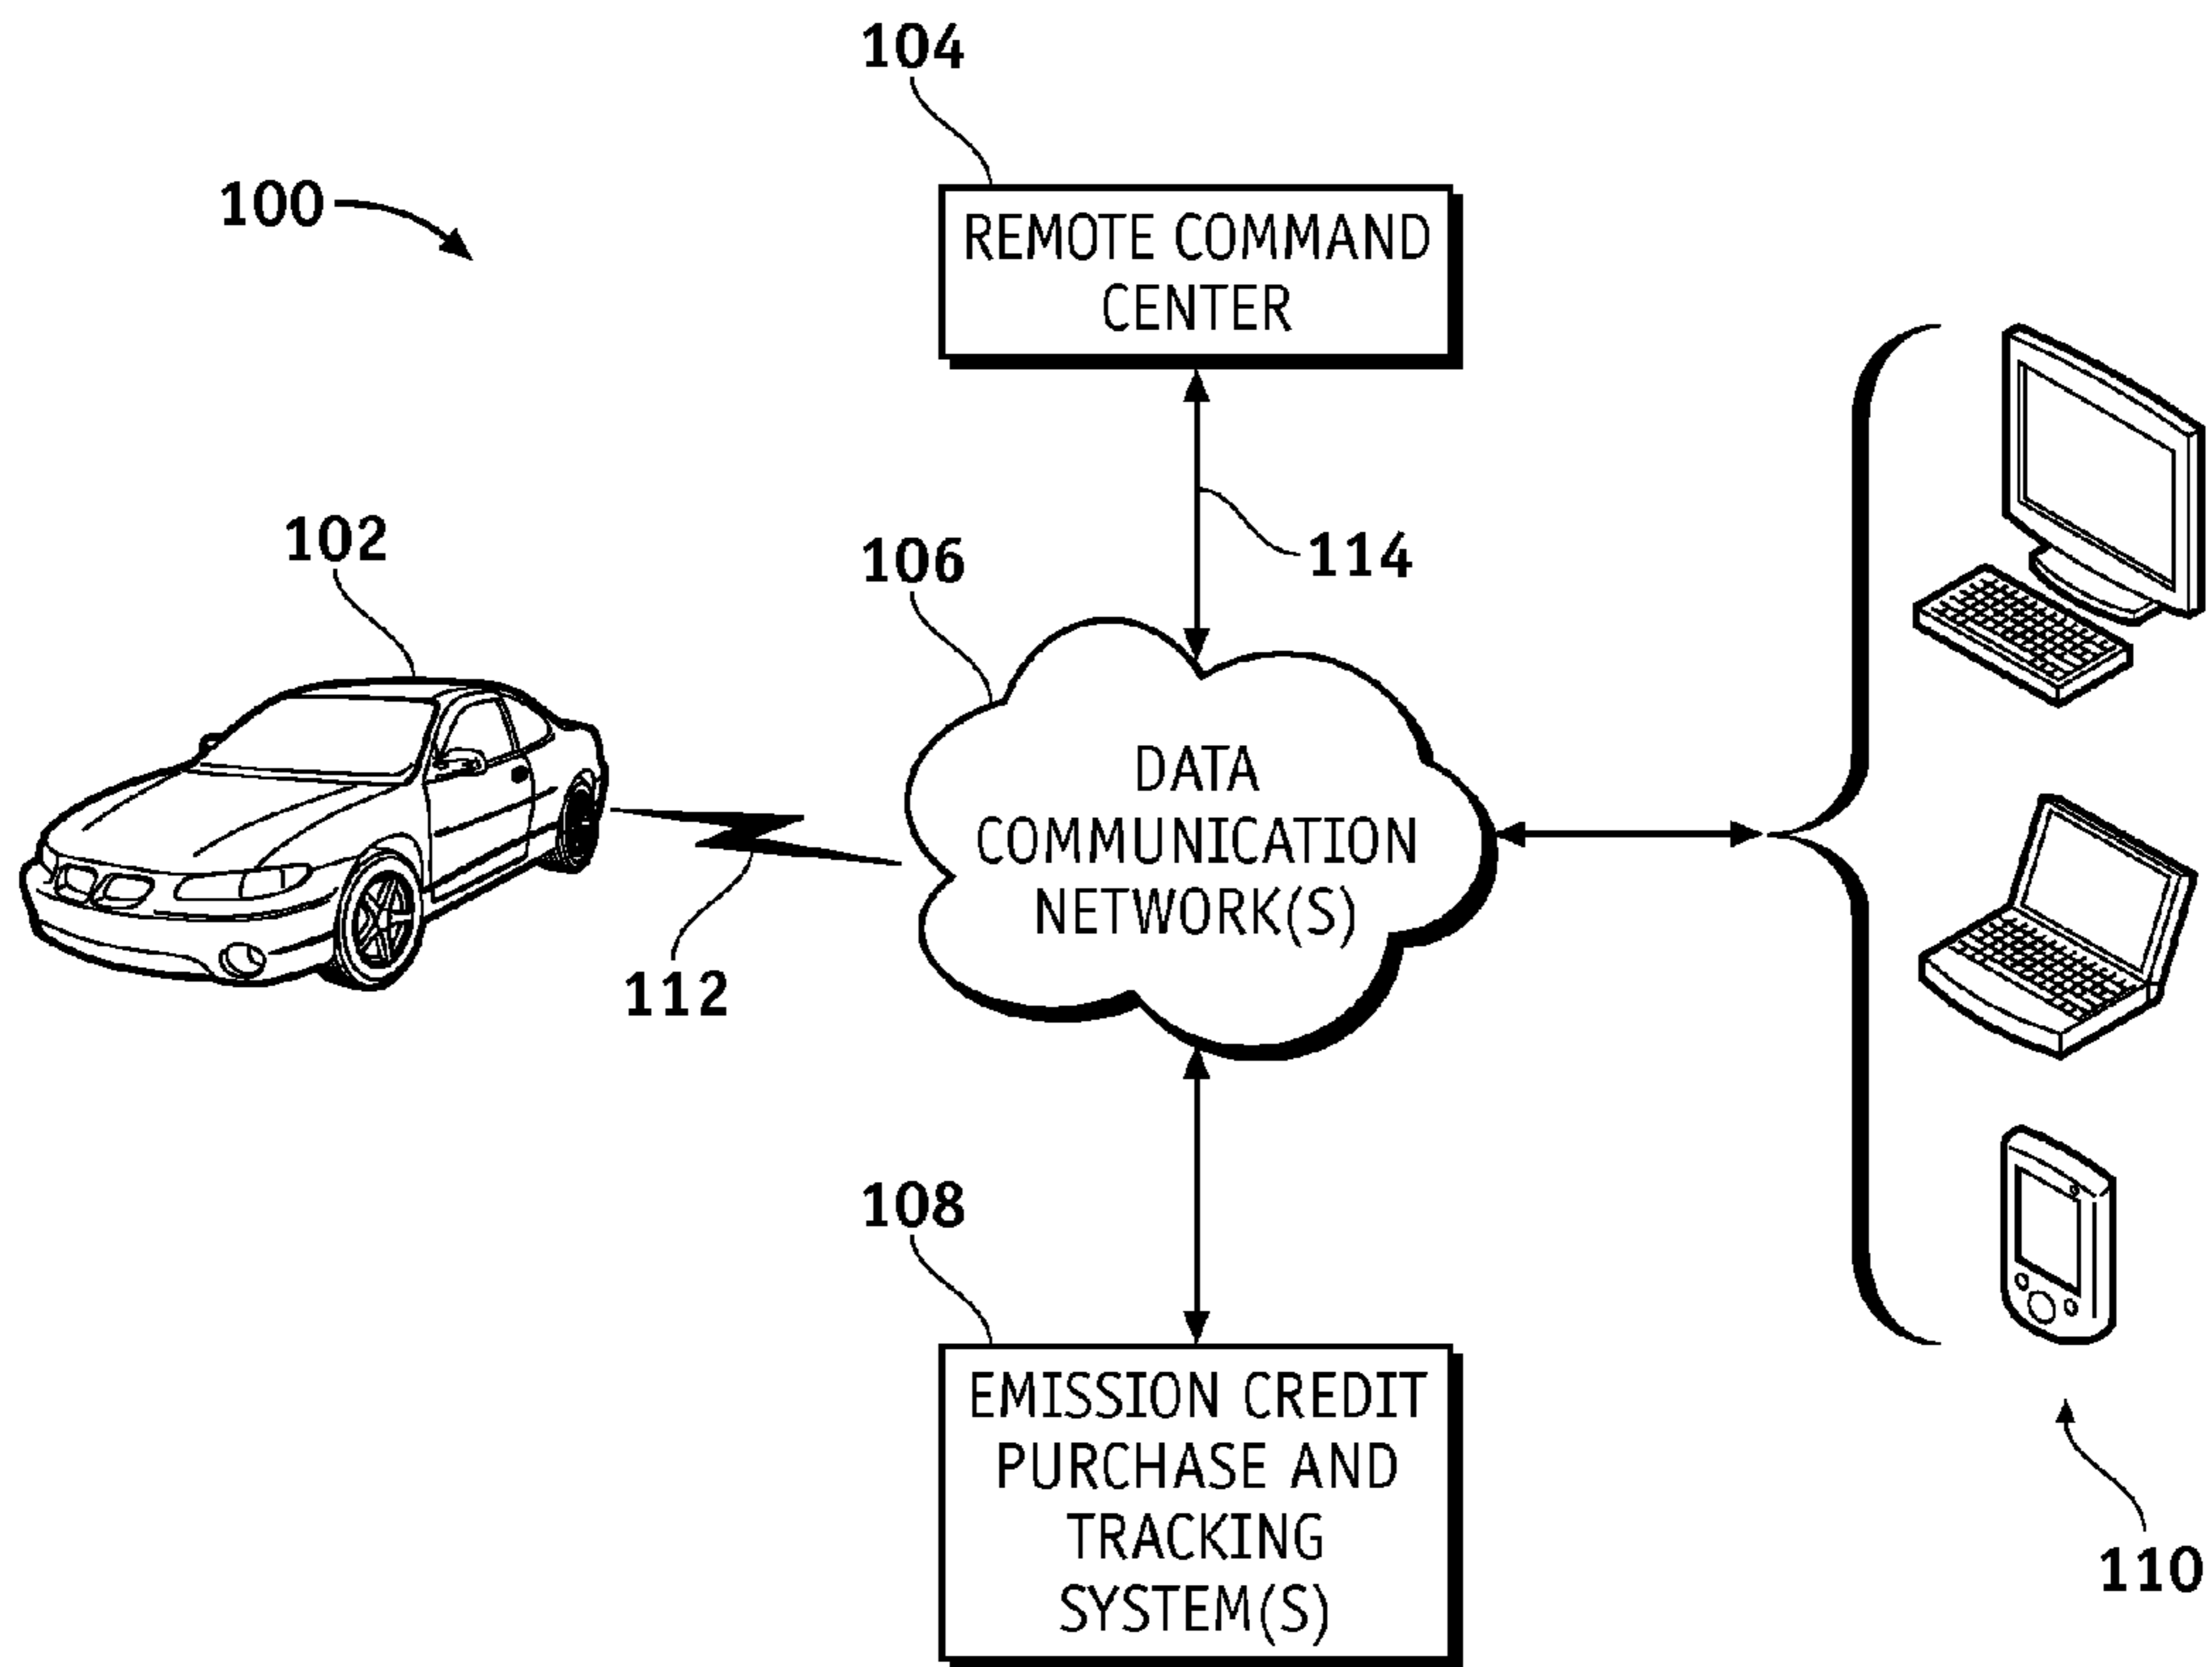 104
100
REMOTE COMMAND
CENTER
102
106
114
DATA
COMMUNICATION
NETWORK(S)
112
108
EMISSION CREDIT
PURCHASE AND
TRACKING
SYSTEM(S)
110